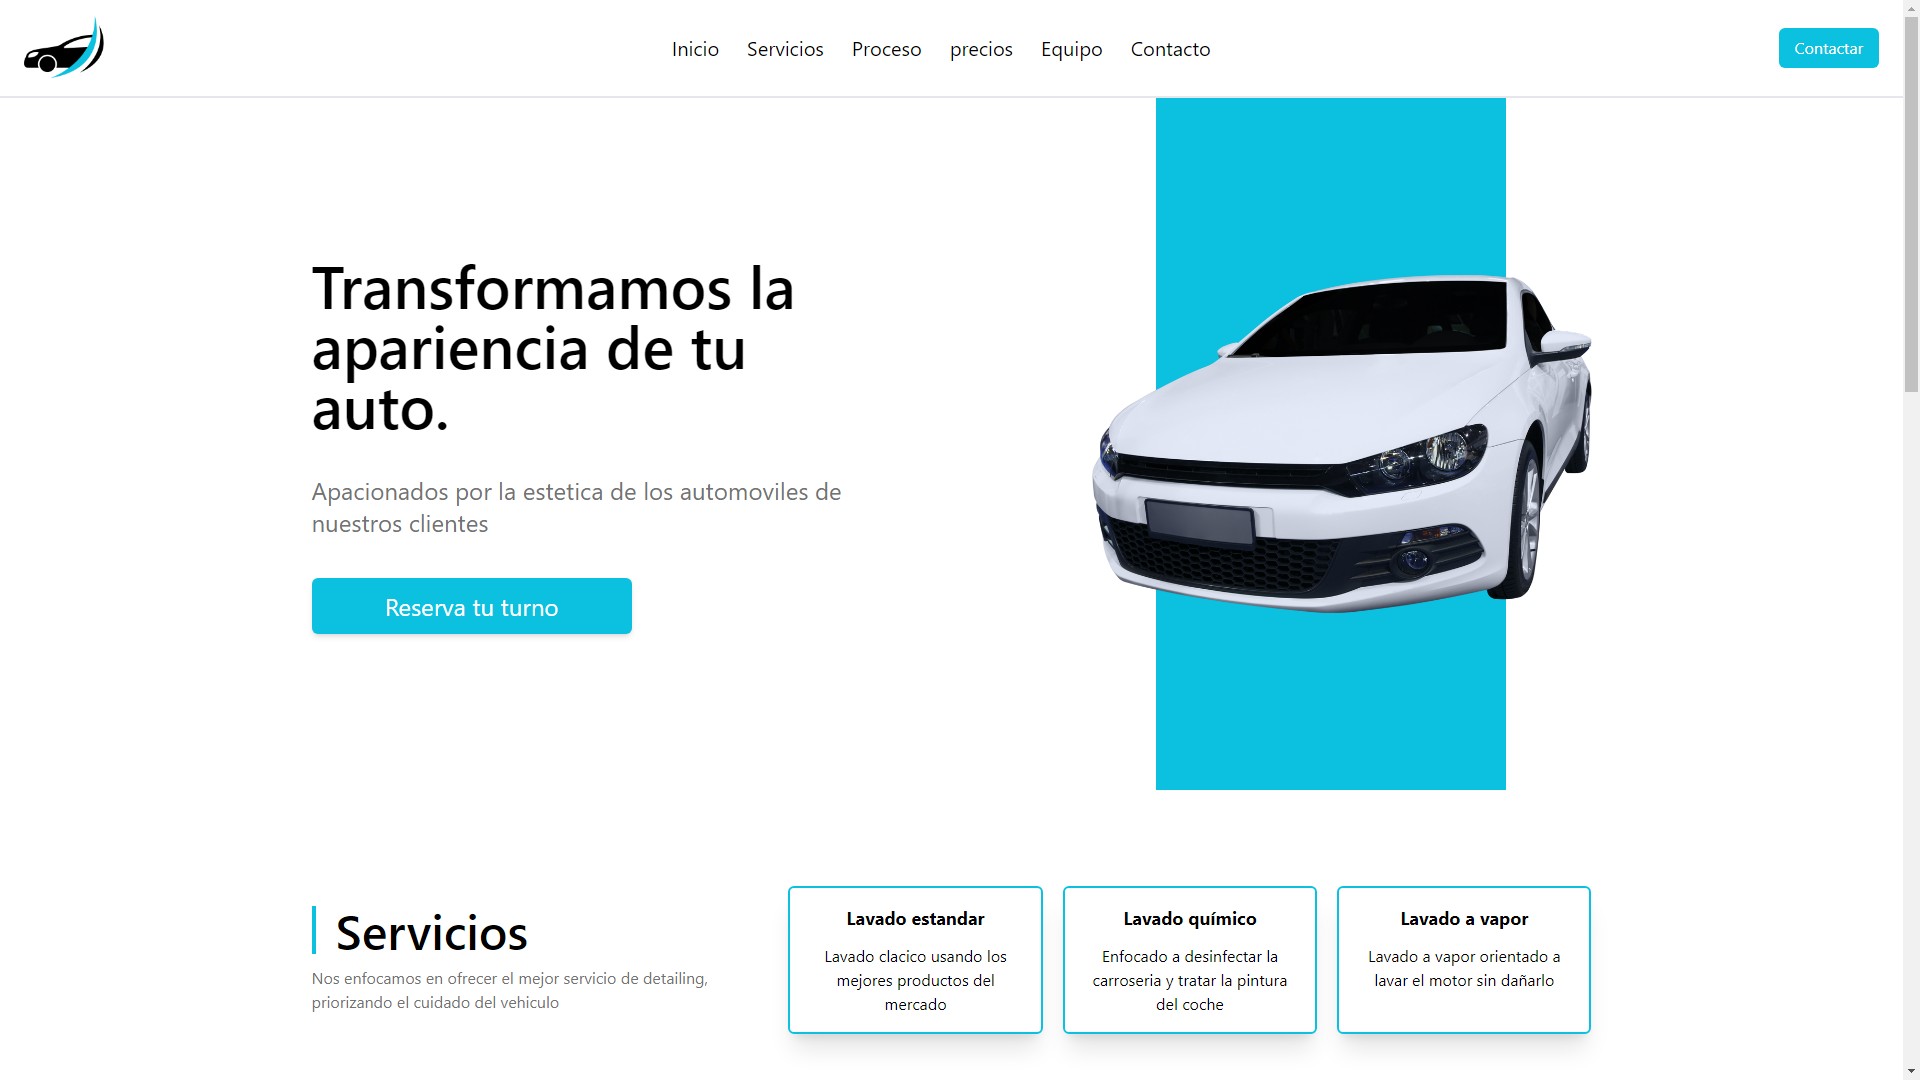 Inicio Servicios Proceso precios Equipo Contacto Contactar
Transformamos la
apariencia de tu
auto.
Apacionados por la estetica de los automoviles de
nuestros clientes
Reserva tu turno
Servicios
Nos enfocamos en ofrecer el mejor servicio de detailing,
priorizando el cuidado del vehiculo
Lavado estandar
Lavado clacico usando los
mejores productos del
mercado
Lavado químico
Enfocado a desinfectar la
carroseria y tratar la pintura
del coche
Lavado a vapor
Lavado a vapor orientado a
lavar el motor sin dañarlo